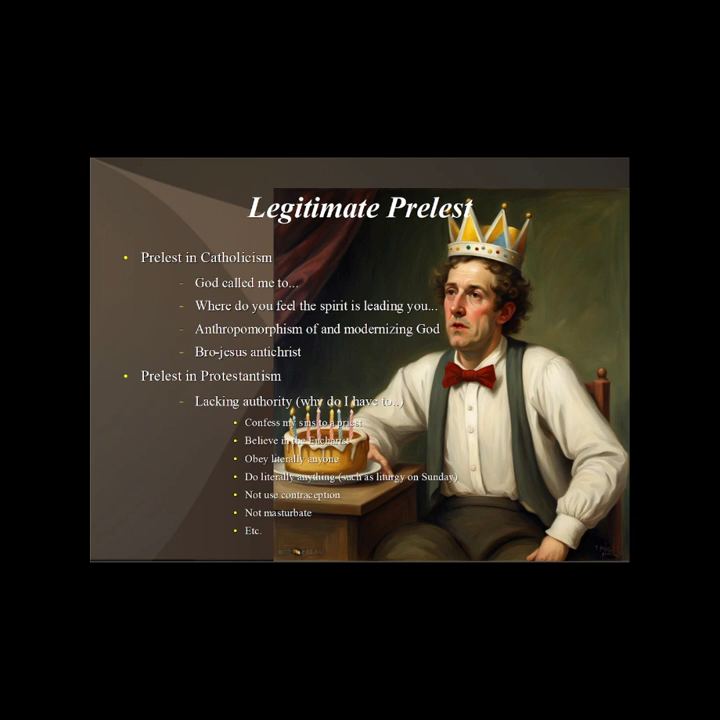 Legitimate Prelest
• Prelest in Catholicism
- God called me to...
- Where do you feel the spirit is leading you...
- Anthropomorphism of and modernizing God
- Bro-jesus antichrist
• Prelest in Protestantism
- Lacking authority (why do I have to..)
• Confess my sins to a priest
• Believe in the Eucharist
• Obey literally anyone
• Do literally anything (such as liturgy on Sunday)
• Not use contraception
• Not masturbate
• Etc.